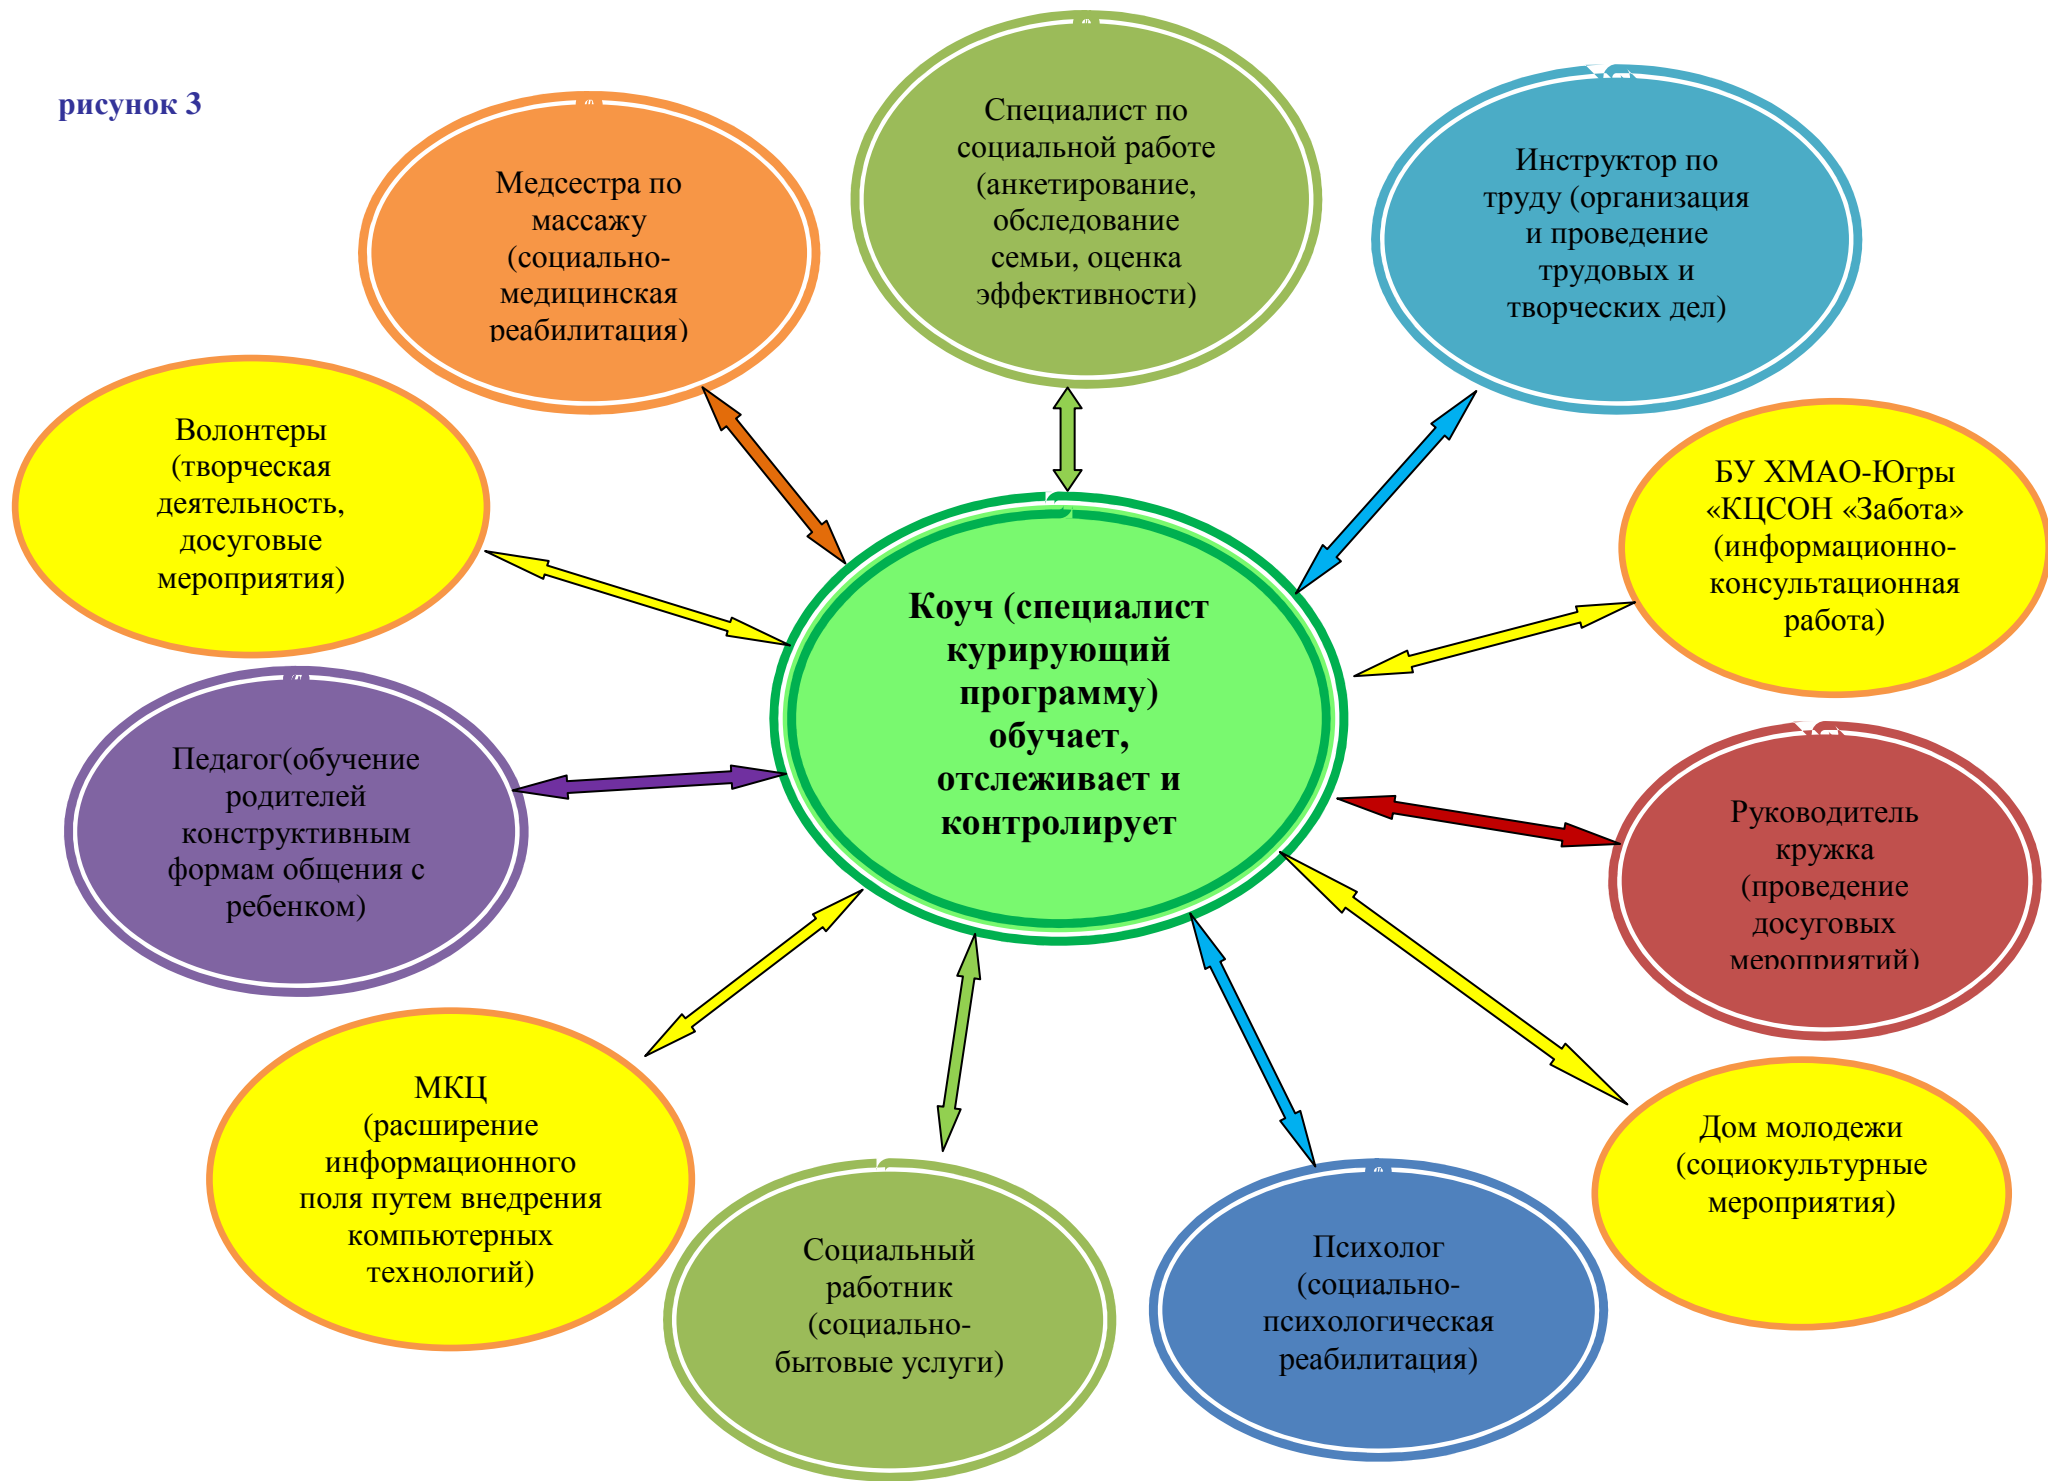 рисунок 3
Медсестра по
массажу
(социально-
медицинская
реабилитация)
Специалист по
социальной работе
(анкетирование,
обследование
семьи, оценка
эффективности)
Инструктор по
труду (организация
и проведение
трудовых и
творческих дел)
Волонтеры
(творческая
деятельность,
досуговые
мероприятия)
БУ ХМАО-Югры
«КЦСОН «Забота»
(информационно-
консультационная
работа)
Коуч (специалист
курирующий
программу)
обучает,
отслеживает и
контролирует
Педагог(обучение
родителей
конструктивным
формам общения с
ребенком)
Руководитель
кружка
(проведение
досуговых
мероприятий)
МКЦ
(расширение
информационного
поля путем внедрения
компьютерных
технологий)
Социальный
работник
(социально-
бытовые услуги)
Психолог
(социально-
психологическая
реабилитация)
Дом молодежи
(социокультурные
мероприятия)